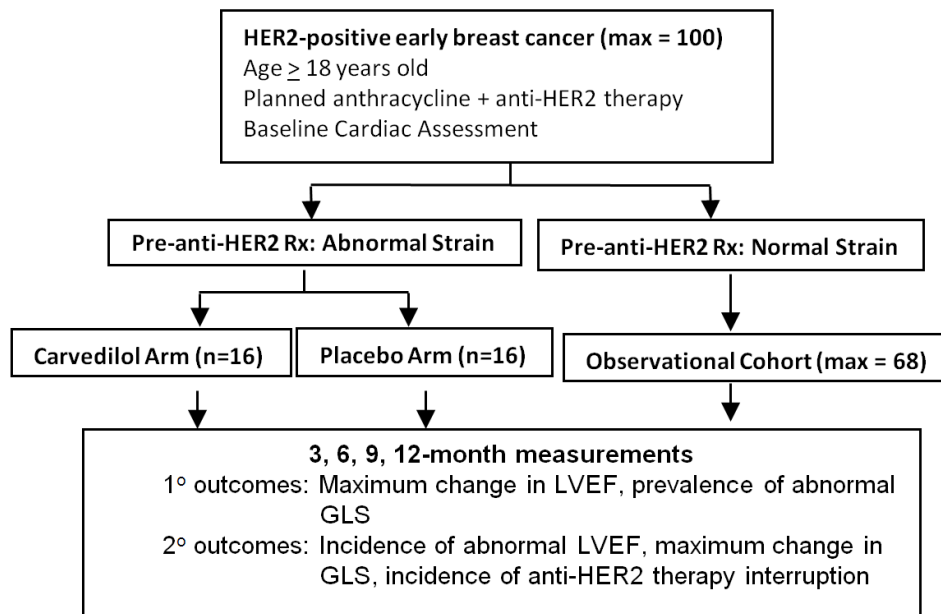 HER2-positive early breast cancer (max = 100)
Age ≥ 18 years old
Planned anthracycline + anti-HER2 therapy
Baseline Cardiac Assessment
Pre-anti-HER2 Rx: Abnormal Strain
Pre-anti-HER2 Rx: Normal Strain
Carvedilol Arm (n=16)
Placebo Arm (n=16)
Observational Cohort (max = 68)
3, 6, 9, 12-month measurements
1° outcomes: Maximum change in LVEF, prevalence of abnormal
GLS
2° outcomes: Incidence of abnormal LVEF, maximum change in
GLS, incidence of anti-HER2 therapy interruption